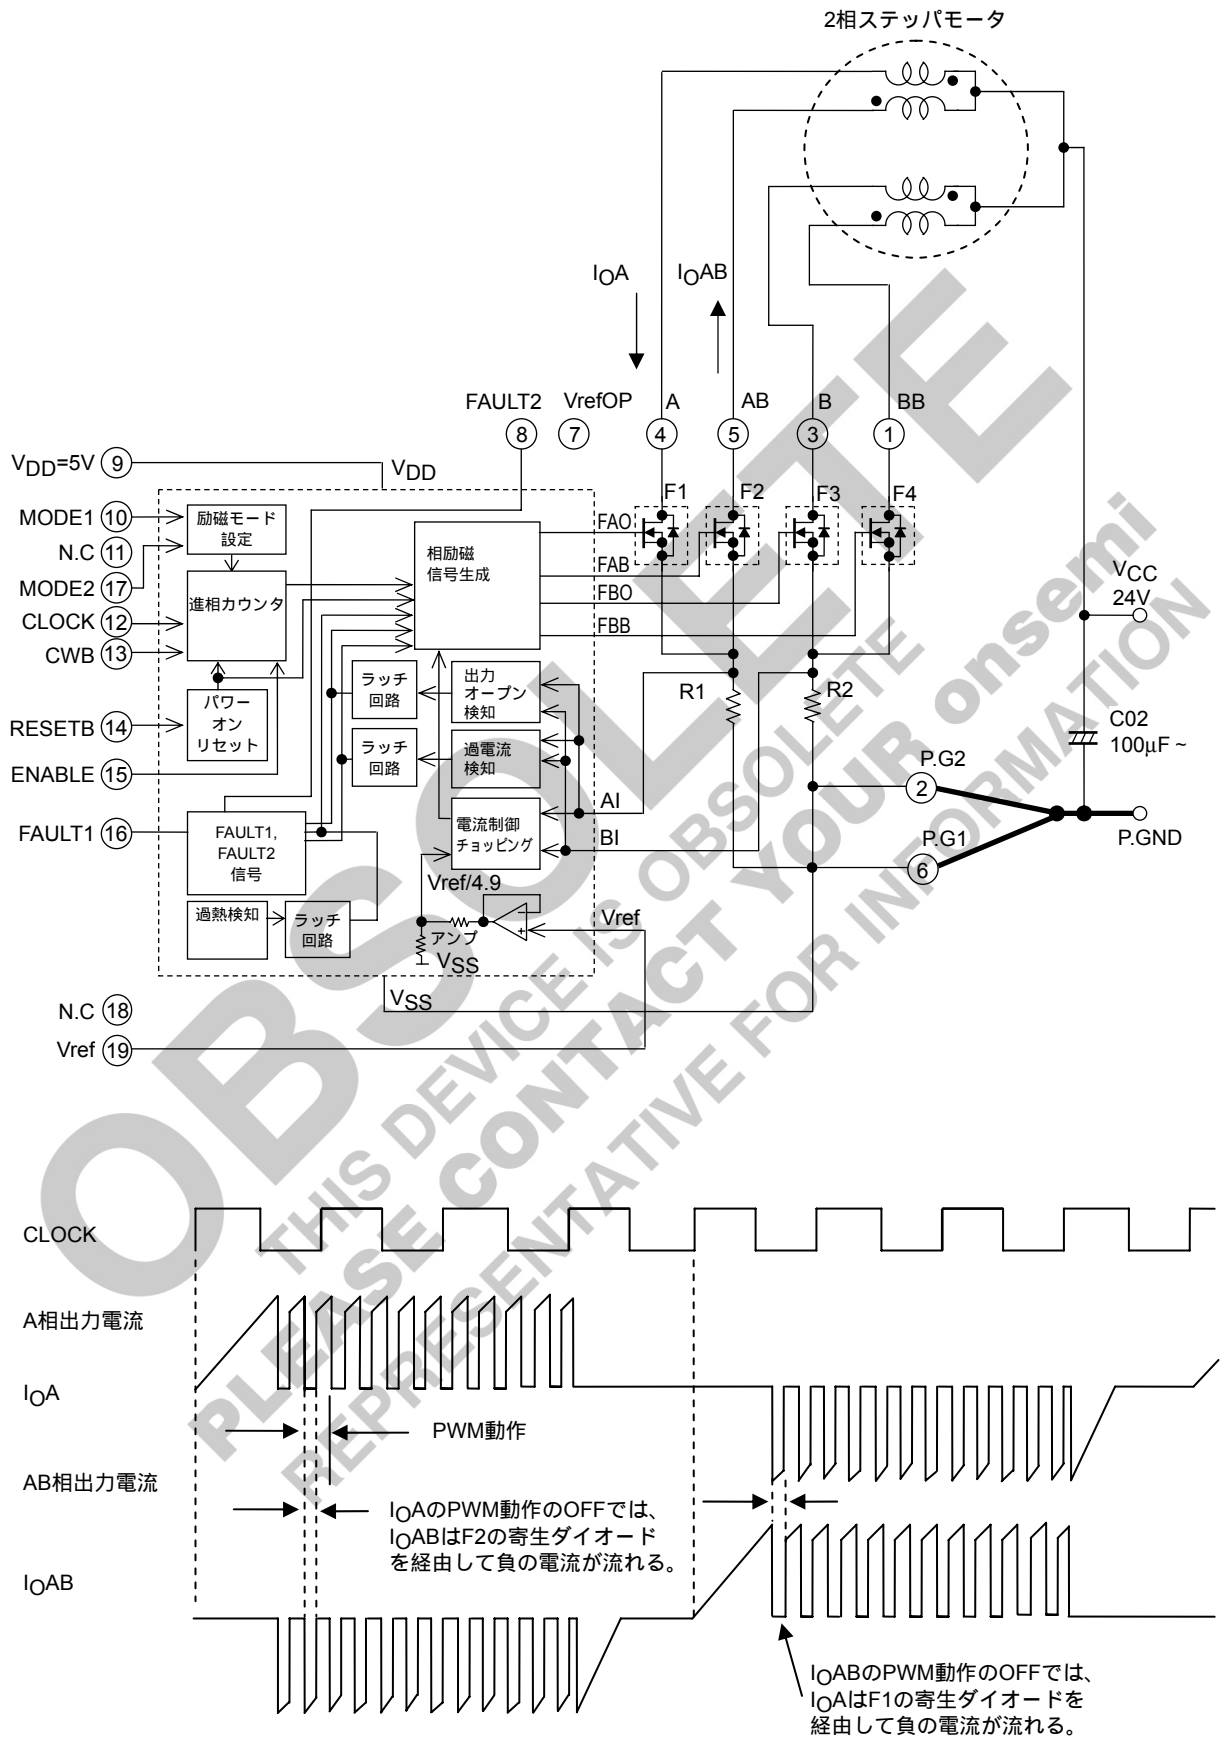 2相ステッパモータ
IOA
IOAB
FAULT2
VrefOP
A
AB
B
BB
8
7
4
5
3
1
VDD=5V 9
VDD
MODE1 10
N.C 11
MODE2 17
CLOCK 12
CWB 13
RESETB 14
ENABLE 15
FAULT1 16
励磁モード
設定
進相カウンタ
パワー
オン
リセット
相励磁
信号生成
FAO
FAB
FBO
FBB
F1
F2
F3
F4
ラッチ
回路
出力
オープン
検知
ラッチ
回路
過電流
検知
電流制御
チョッピング
FAULT1,
FAULT2
信号
過熱検知
ラッチ
回路
Vref/4.9
アンプ
VSS
Vref
AI
BI
R1
R2
VCC
24V
C02
100μF ~
P.G2
2
P.G1
6
P.GND
VSS
N.C 18
Vref 19
OBSOLETE
THIS DEVICE IS OBSOLETE
PLEASE CONTACT YOUR onsemi
REPRESENTATIVE FOR INFORMATION
CLOCK
A相出力電流
IOA
PWM動作
AB相出力電流
IOAのPWM動作のOFFでは、
IOABはF2の寄生ダイオード
を経由して負の電流が流れる。
IOAB
IOABのPWM動作のOFFでは、
IOAはF1の寄生ダイオードを
経由して負の電流が流れる。